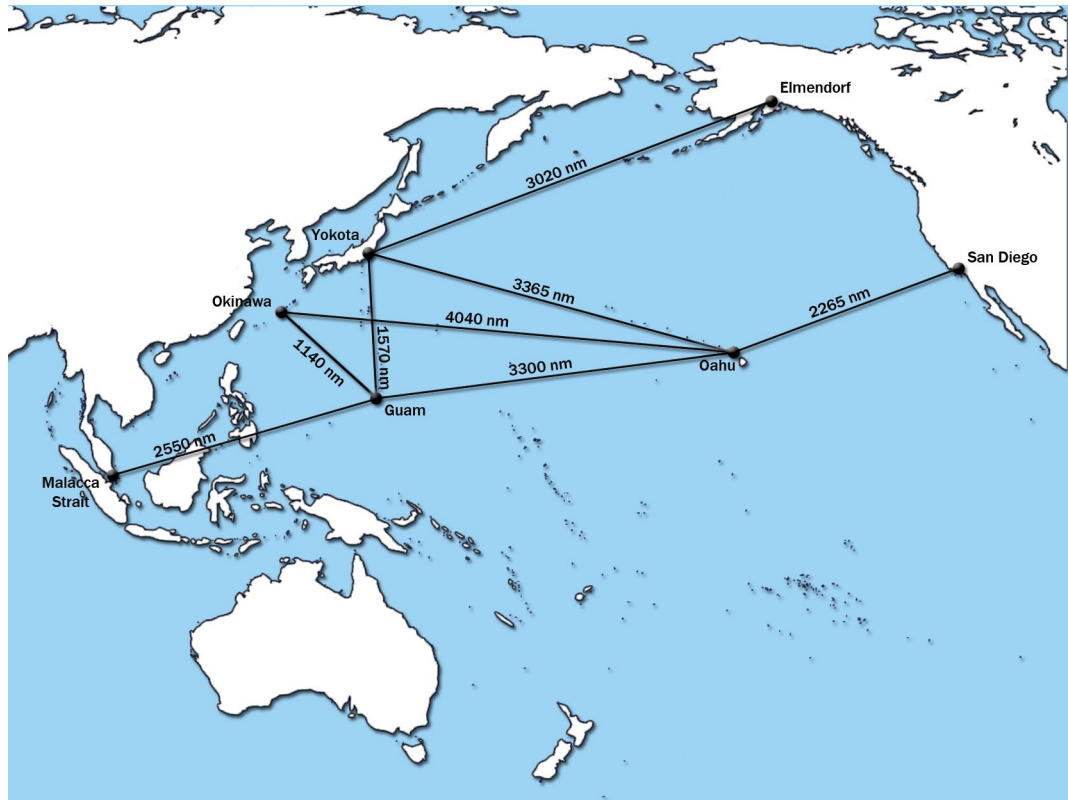 Elmendorf
3020 nm
Yokota
San Diego
3365 nm
2265 nm
Okinawa
4040 nm
1140 nm
1570 nm
3300 nm
Oahu
Guam
2550 nm
Malacca
Strait